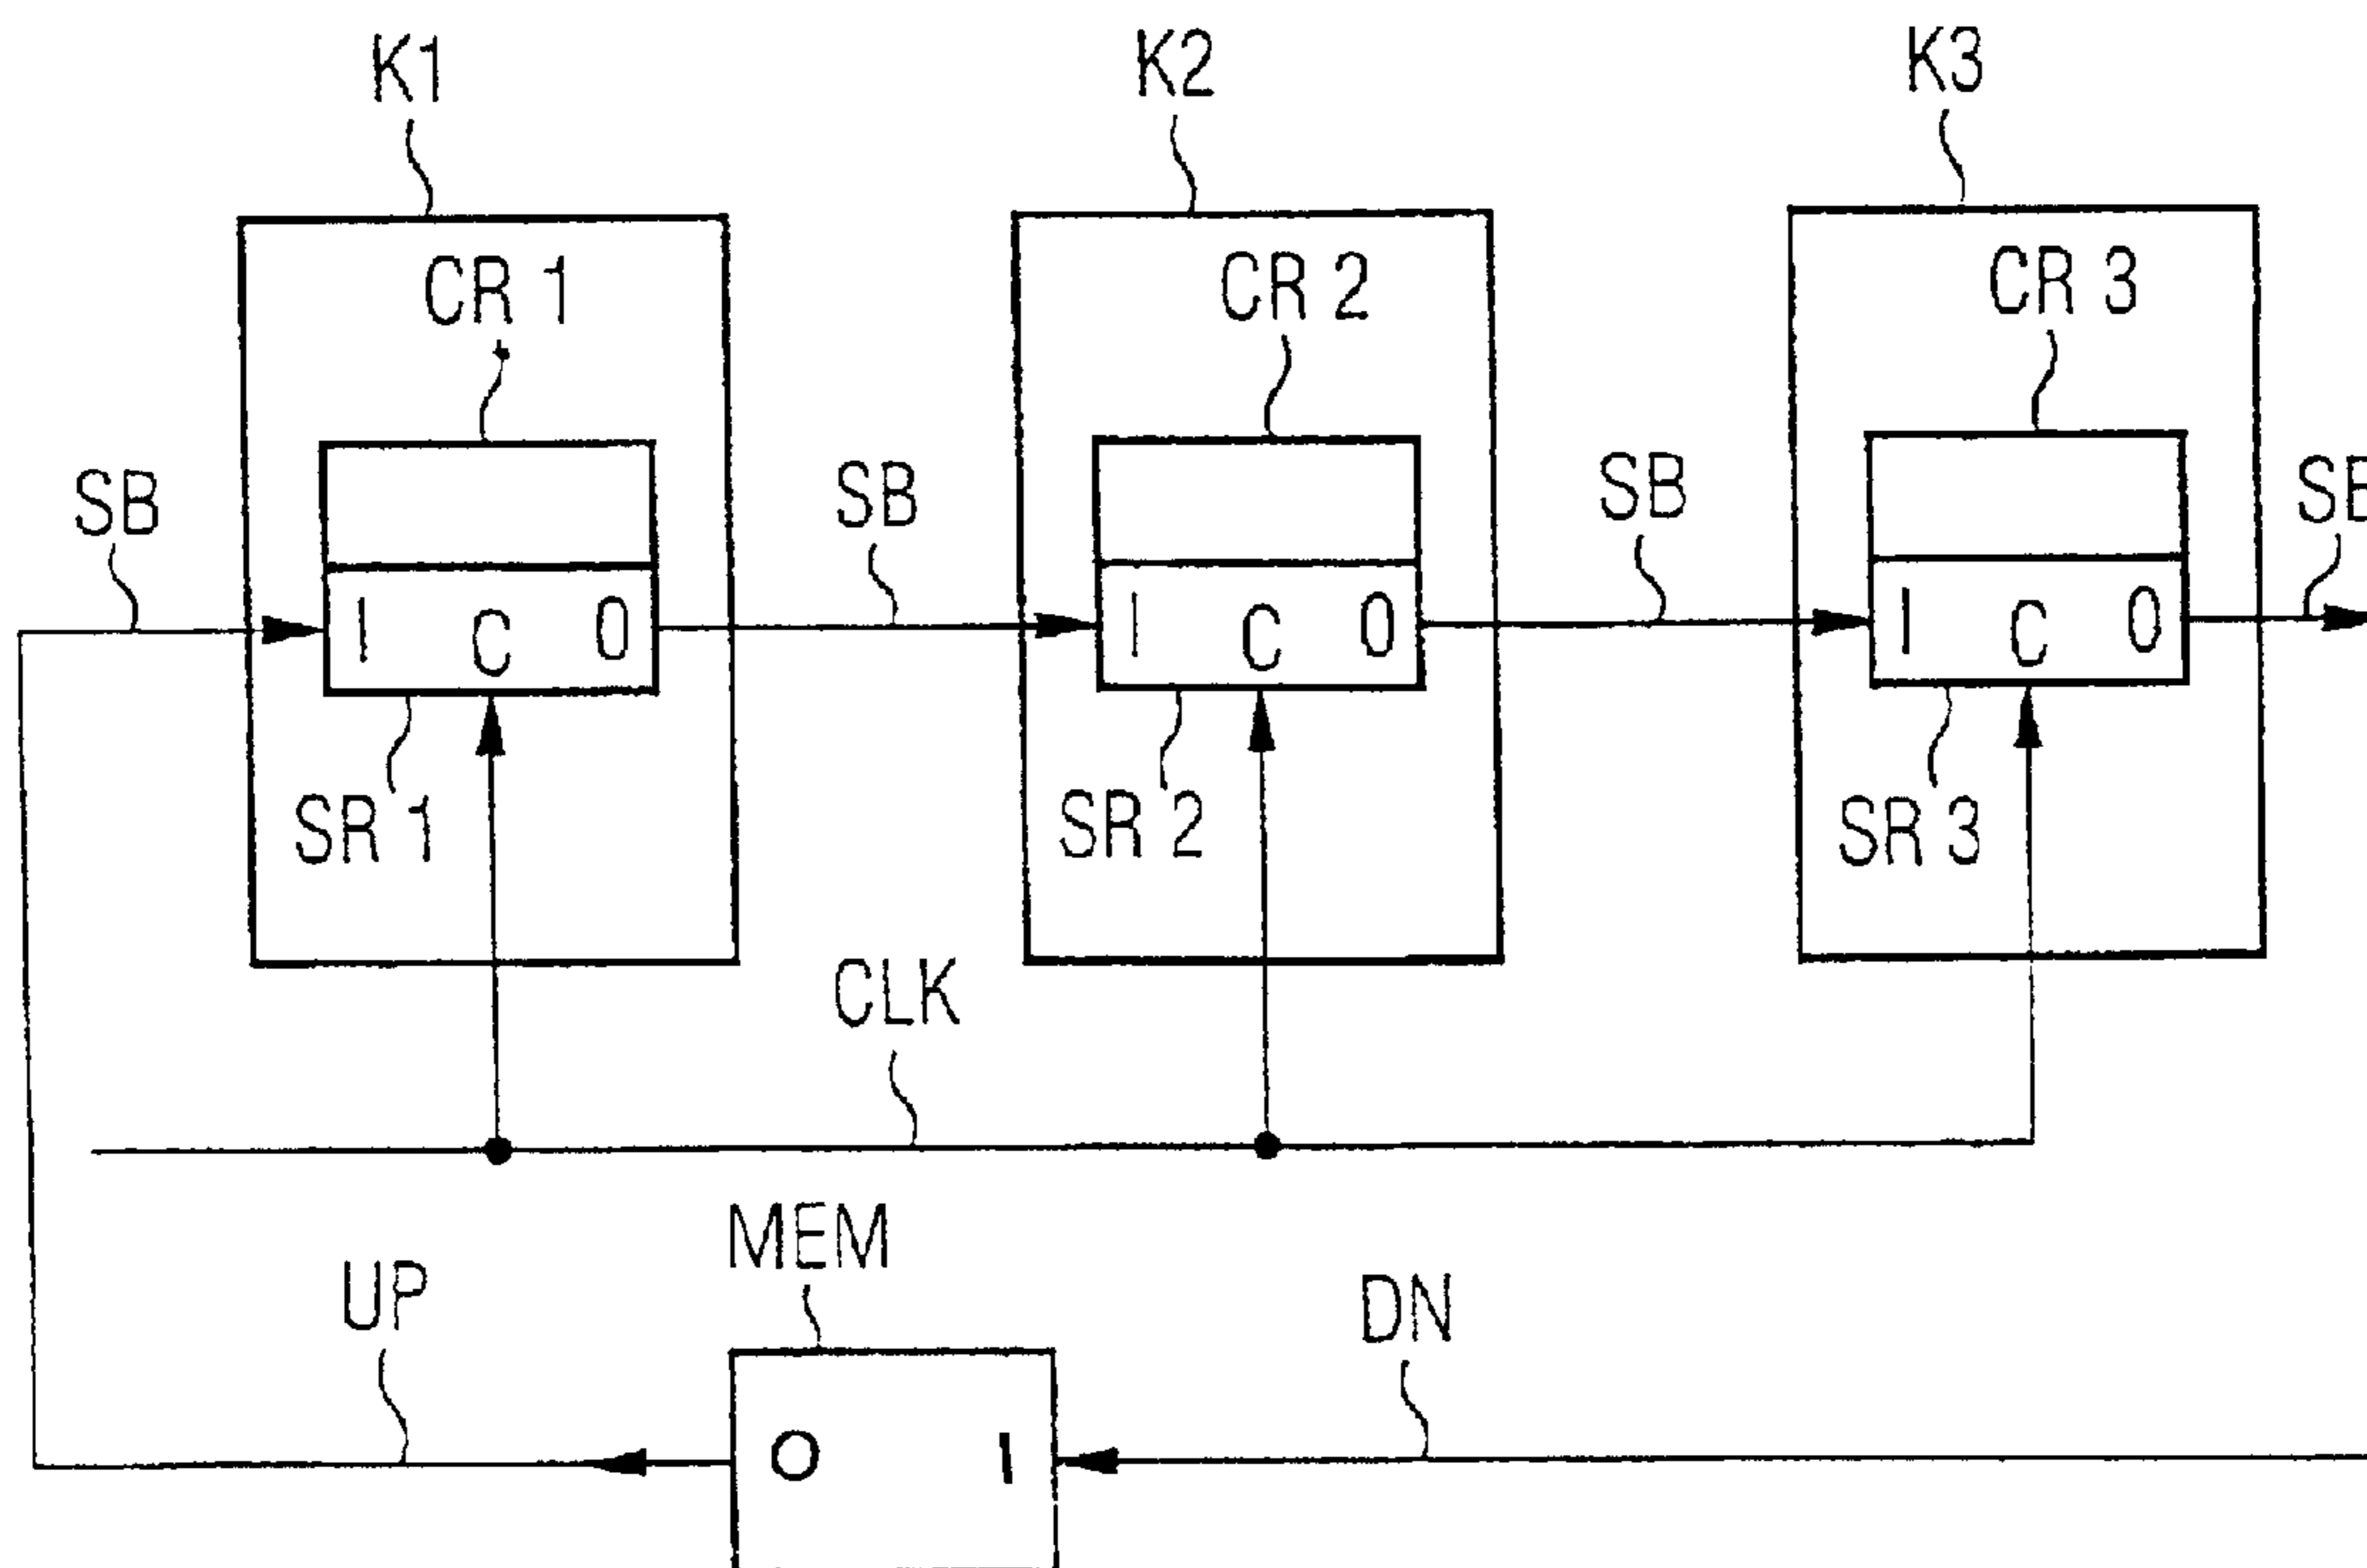 K1 K2 K3
CR 1 CR 2 CR 3
SB SB SB SB
I C O I C O I C O
SR 1 SR 2 SR 3
CLK
MEM
UP DN
O I